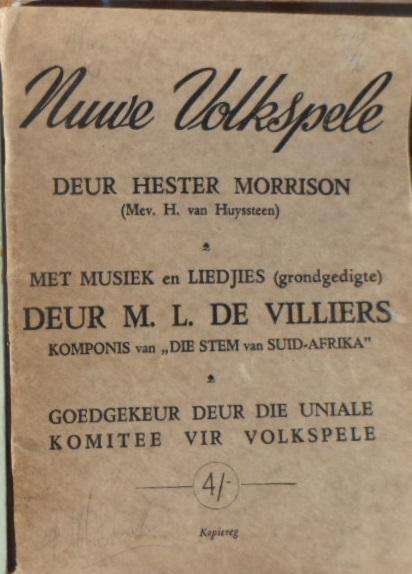 Nuwe Volkspele
DEUR HESTER MORRISON
(Mev. H. van Huyssteen)
MET MUSIEK en LIEDJIES (grondgedigte)
DEUR M. L. DE VILLIERS
KOMPONIS van „DIE STEM van SUID-AFRIKA”
GOEDGEKEUR DEUR DIE UNIALE
KOMITEE VIR VOLKSPELE
4/-
Kopiereg